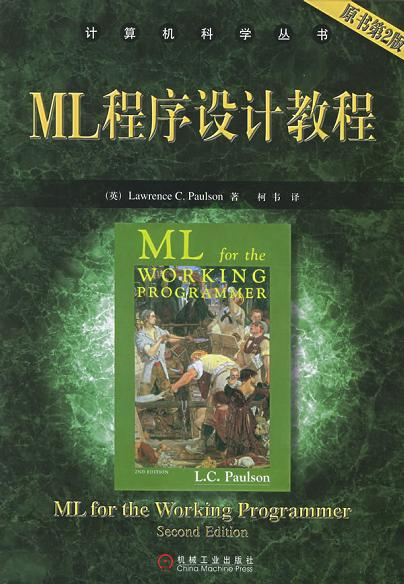 计算机科学丛书
原书第2版
ML程序设计教程
(英) Lawrence C. Paulson 著 柯韦 译
ML for the
WORKING
PROGRAMMER
2ND EDITION
L.C. Paulson
ML for the Working Programmer
Second Edition
机械工业出版社
China Machine Press